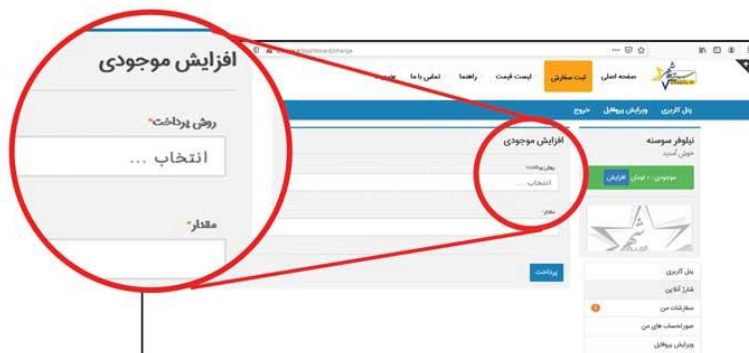 افزایش موجودی
روش پرداخت*
انتخاب ...
مقدار*
صفحه اصلی
ثبت سفارش
لیست قیمت
راهنما
تماس با ما
پنل کاربری
ویرایش پروفایل
خروج
نیلوفر سوسنه
خوش آمدید
موجودی : ۰ تومان افزایش
افزایش موجودی
روش پرداخت*
انتخاب ...
مقدار*
پرداخت
پنل کاربری
شارژ آنلاین
سفارشات من
صورتحساب های من
ویرایش پروفایل